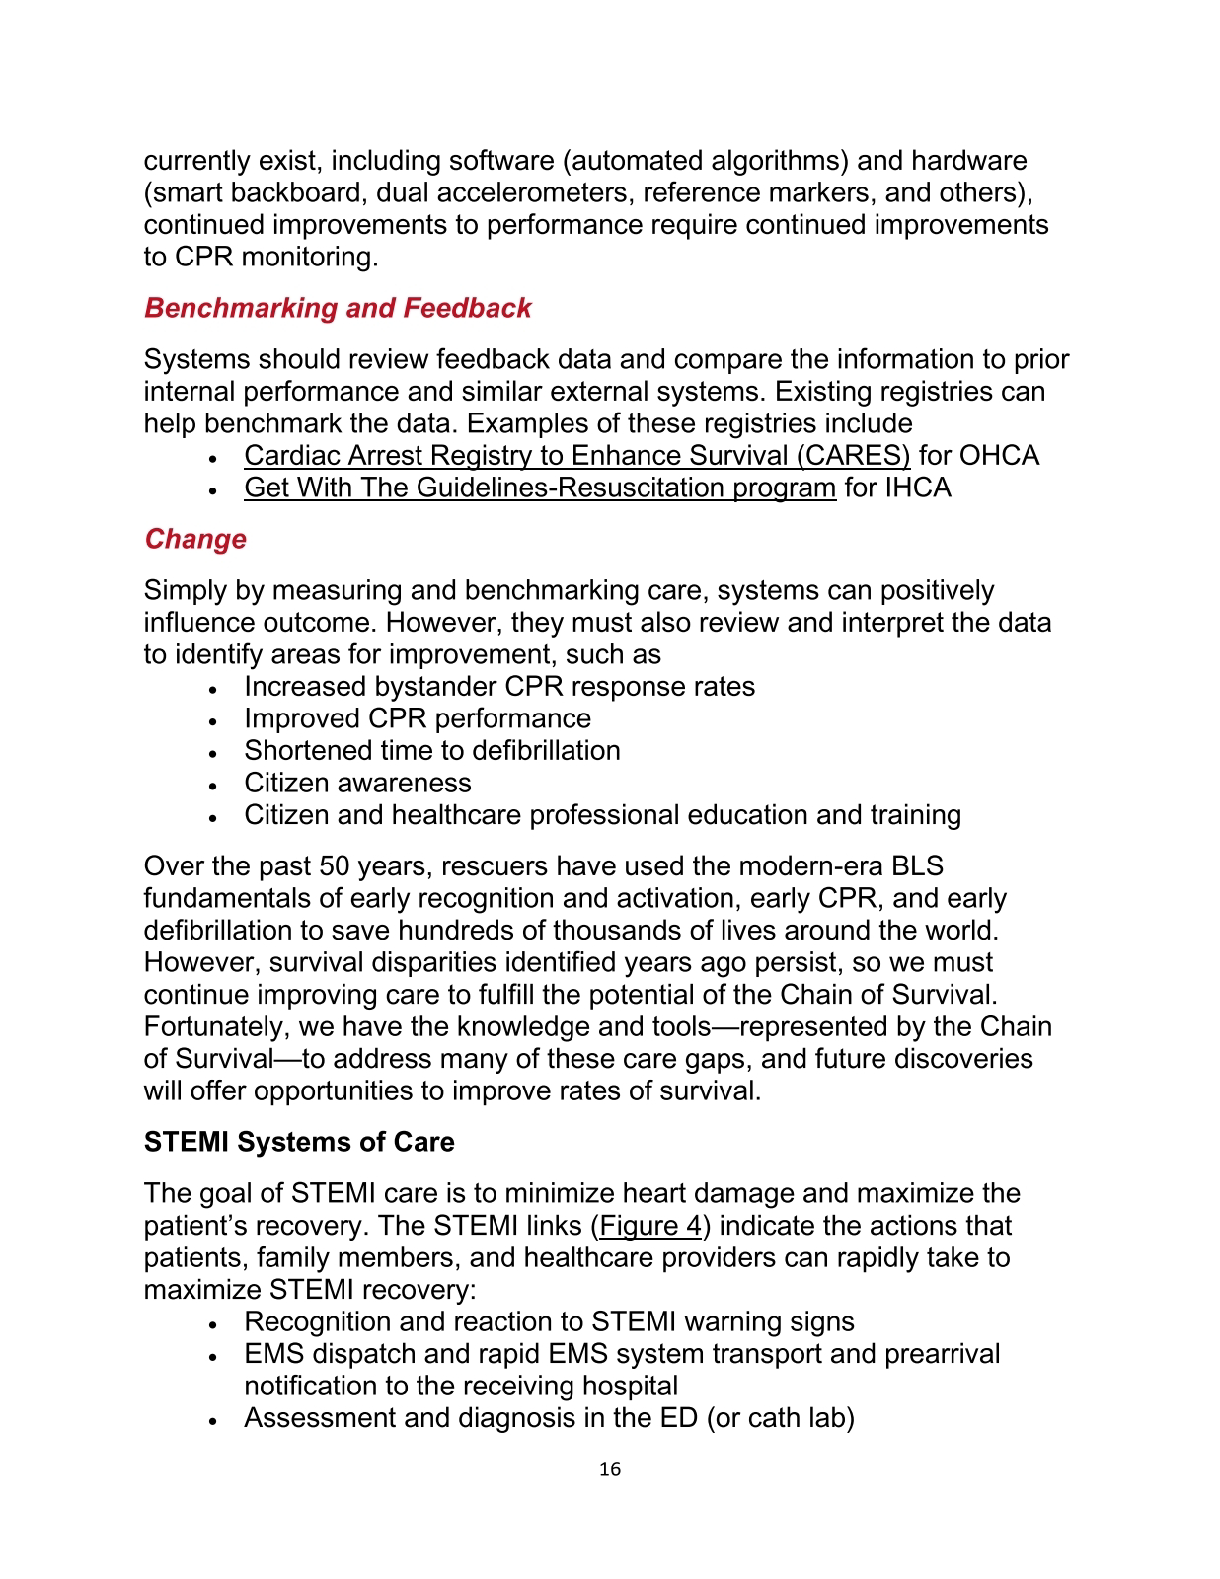 currently exist, including software (automated algorithms) and hardware
(smart backboard, dual accelerometers, reference markers, and others),
continued improvements to performance require continued improvements
to CPR monitoring.
Benchmarking and Feedback
Systems should review feedback data and compare the information to prior
internal performance and similar external systems. Existing registries can
help benchmark the data. Examples of these registries include
• Cardiac Arrest Registry to Enhance Survival (CARES) for OHCA
• Get With The Guidelines-Resuscitation program for IHCA
Change
Simply by measuring and benchmarking care, systems can positively
influence outcome. However, they must also review and interpret the data
to identify areas for improvement, such as
• Increased bystander CPR response rates
• Improved CPR performance
• Shortened time to defibrillation
• Citizen awareness
• Citizen and healthcare professional education and training
Over the past 50 years, rescuers have used the modern-era BLS
fundamentals of early recognition and activation, early CPR, and early
defibrillation to save hundreds of thousands of lives around the world.
However, survival disparities identified years ago persist, so we must
continue improving care to fulfill the potential of the Chain of Survival.
Fortunately, we have the knowledge and tools—represented by the Chain
of Survival—to address many of these care gaps, and future discoveries
will offer opportunities to improve rates of survival.
STEMI Systems of Care
The goal of STEMI care is to minimize heart damage and maximize the
patient’s recovery. The STEMI links (Figure 4) indicate the actions that
patients, family members, and healthcare providers can rapidly take to
maximize STEMI recovery:
• Recognition and reaction to STEMI warning signs
• EMS dispatch and rapid EMS system transport and prearrival
notification to the receiving hospital
• Assessment and diagnosis in the ED (or cath lab)
16